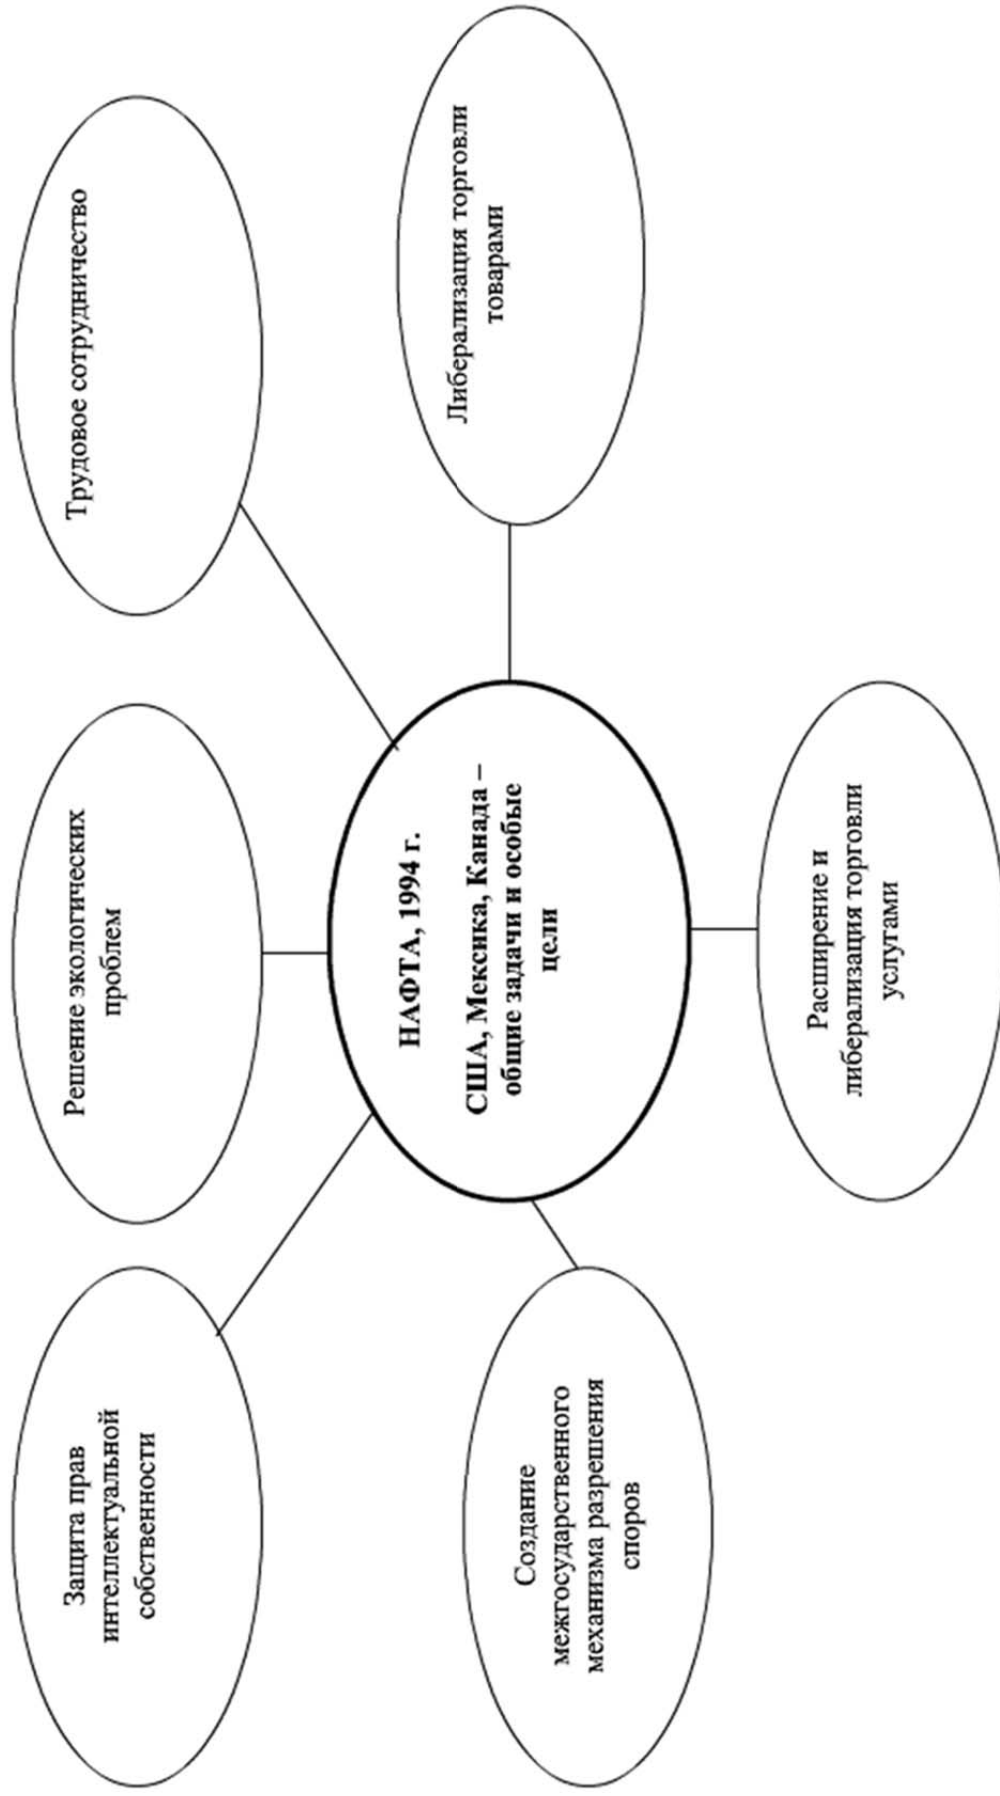 Защита прав
интеллектуальной
собственности
Решение экологических
проблем
Трудовое сотрудничество
НАФТА, 1994 г.
США, Мексика, Канада –
общие задачи и особые
цели
Либерализация торговли
товарами
Создание
межгосударственного
механизма разрешения
споров
Расширение и
либерализация торговли
услугами